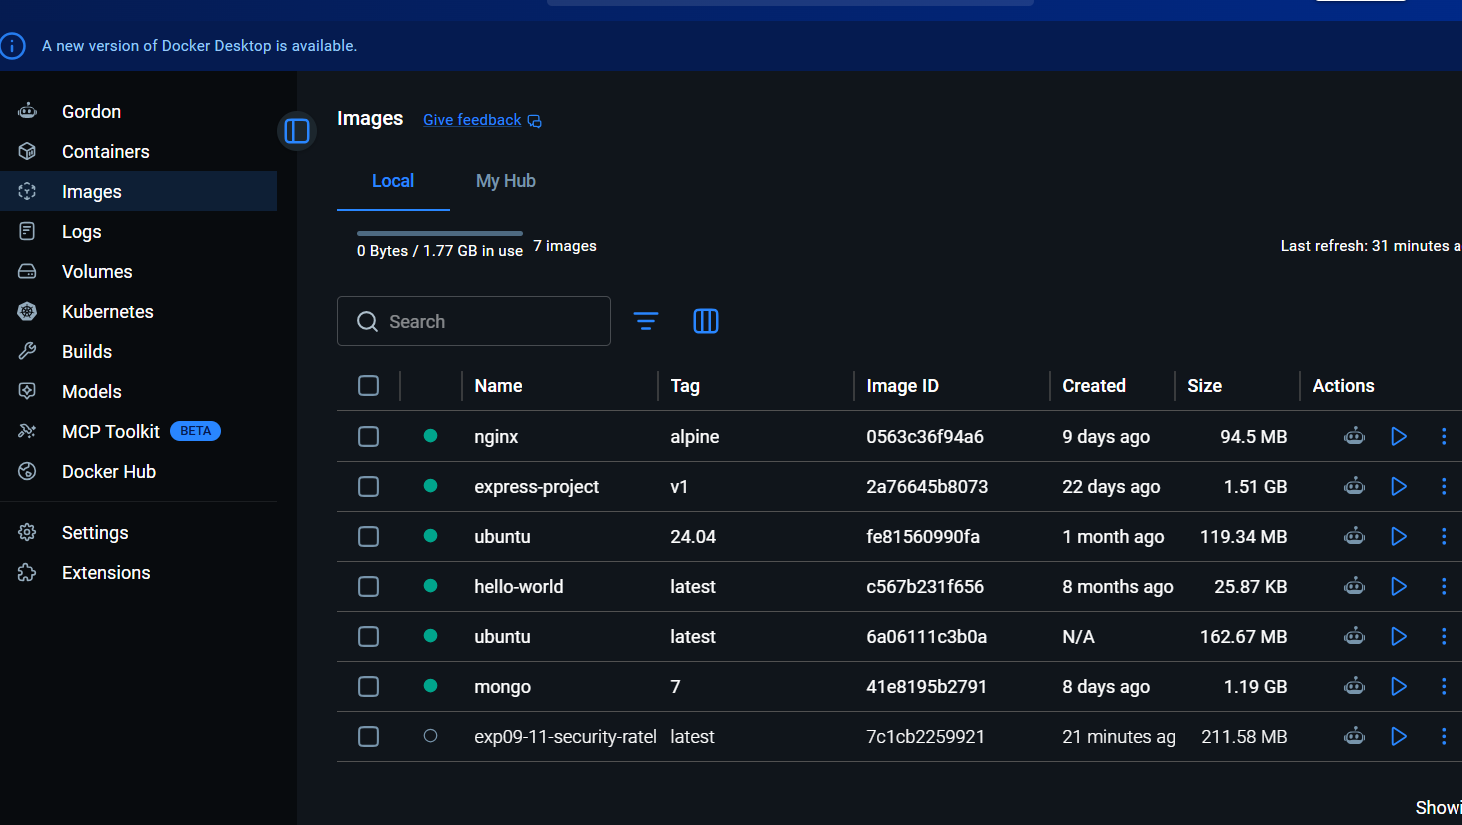 A new version of Docker Desktop is available.
Gordon
Containers
Images
Logs
Volumes
Kubernetes
Builds
Models
MCP Toolkit BETA
Docker Hub
Settings
Extensions
Images Give feedback
Local My Hub
0 Bytes / 1.77 GB in use 7 images
Last refresh: 31 minutes a
Search
Name Tag Image ID Created Size Actions
nginx alpine 0563c36f94a6 9 days ago 94.5 MB
express-project v1 2a76645b8073 22 days ago 1.51 GB
ubuntu 24.04 fe81560990fa 1 month ago 119.34 MB
hello-world latest c567b231f656 8 months ago 25.87 KB
ubuntu latest 6a06111c3b0a N/A 162.67 MB
mongo 7 41e8195b2791 8 days ago 1.19 GB
exp09-11-security-ratel latest 7c1cb2259921 21 minutes ag 211.58 MB
Showi